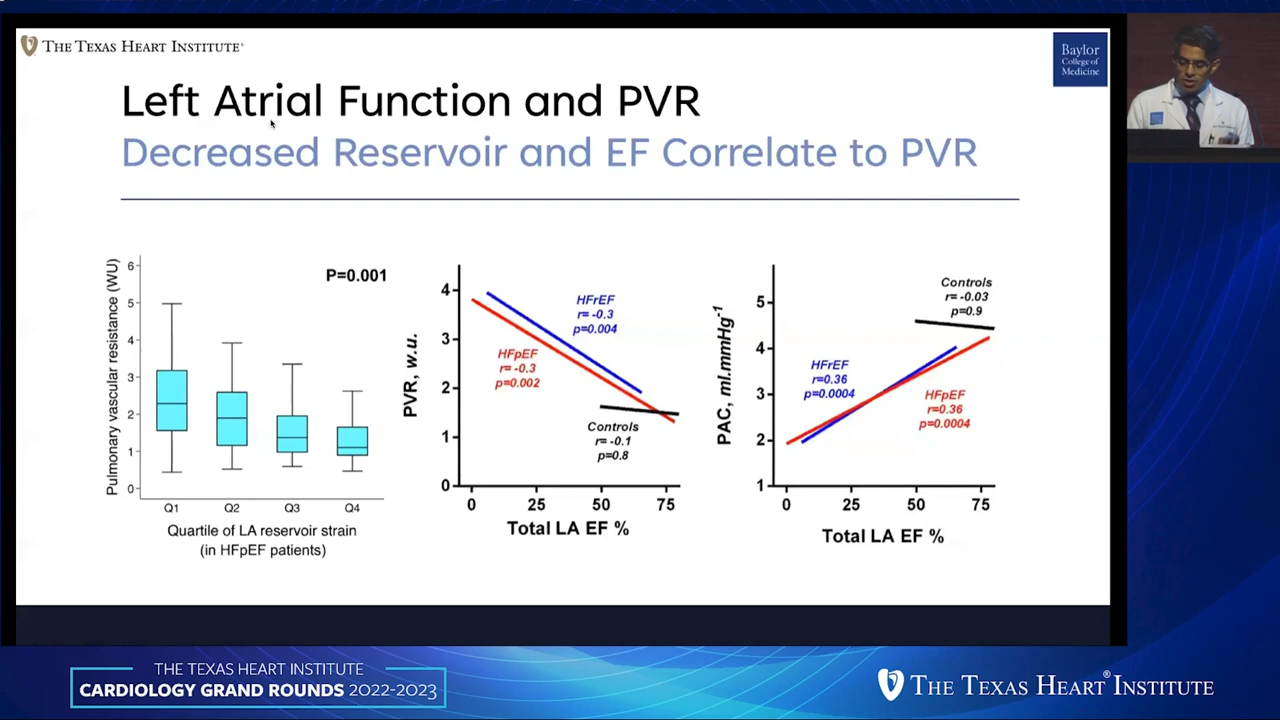 THE TEXAS HEART INSTITUTE®
Baylor
College of
Medicine
Left Atrial Function and PVR
Decreased Reservoir and EF Correlate to PVR
Pulmonary vascular resistance (WU)
6
5
4
3
2
1
0
P=0.001
Q1 Q2 Q3 Q4
Quartile of LA reservoir strain
(in HFpEF patients)
PVR, w.u.
4
3
2
1
0
HFrEF
r= -0.3
p=0.004
HFpEF
r= -0.3
p=0.002
Controls
r= -0.1
p=0.8
0 25 50 75
Total LA EF %
PAC, ml.mmHg-1
5
4
3
2
1
Controls
r= -0.03
p=0.9
HFrEF
r=0.36
p=0.0004
HFpEF
r=0.36
p=0.0004
0 25 50 75
Total LA EF %
THE TEXAS HEART INSTITUTE
CARDIOLOGY GRAND ROUNDS 2022-2023
THE TEXAS HEART® INSTITUTE